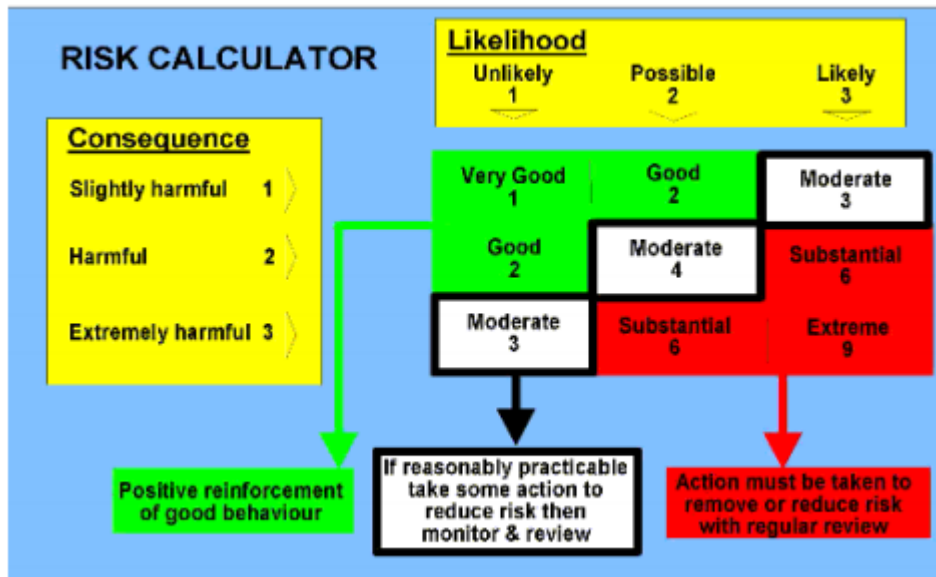 RISK CALCULATOR
Likelihood
Unlikely Possible Likely
1 2 3
Consequence
Slightly harmful 1
Harmful 2
Extremely harmful 3
Very Good Good Moderate
1 2 3
Good Moderate Substantial
2 4 6
Moderate Substantial Extreme
3 6 9
Positive reinforcement
of good behaviour
If reasonably practicable
take some action to
reduce risk then
monitor & review
Action must be taken to
remove or reduce risk
with regular review